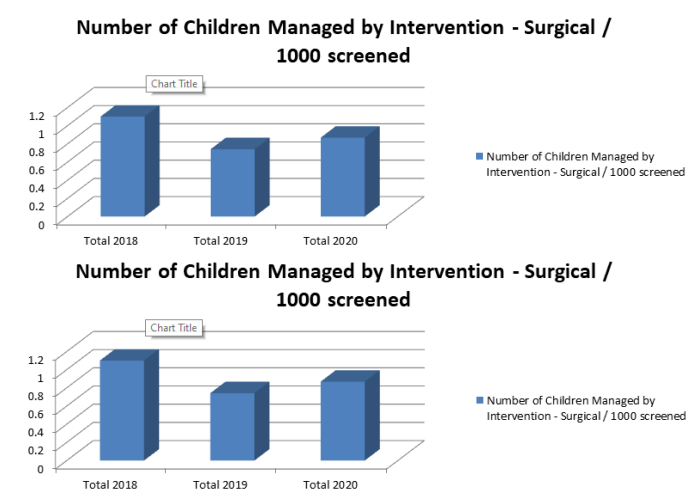 Number of Children Managed by Intervention - Surgical /
1000 screened
Chart Title
1.2
1
0.8
0.6
0.4
0.2
0
Total 2018
Total 2019
Total 2020
Number of Children Managed by
Intervention - Surgical / 1000 screened
Number of Children Managed by Intervention - Surgical /
1000 screened
Chart Title
1.2
1
0.8
0.6
0.4
0.2
0
Total 2018
Total 2019
Total 2020
Number of Children Managed by
Intervention - Surgical / 1000 screened